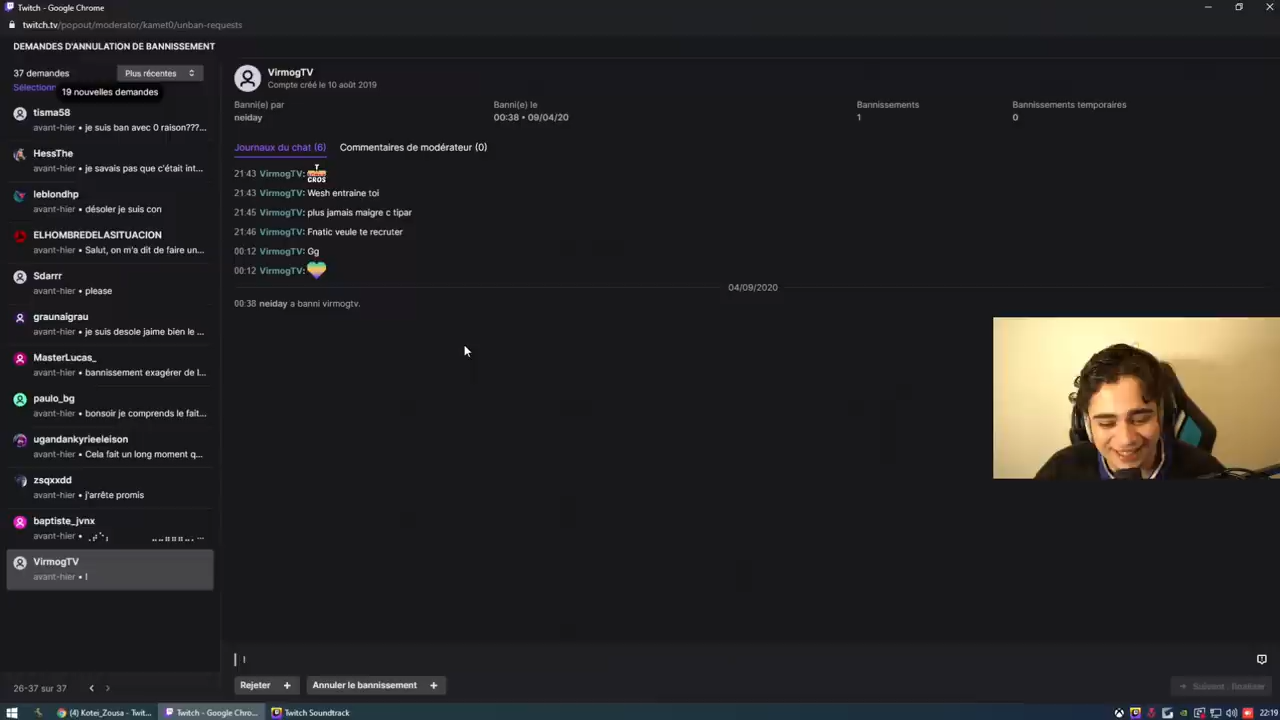 Twitch - Google Chrome
twitch.tv/popout/moderator/kamet0/unban-requests
DEMANDES D'ANNULATION DE BANNISSEMENT
37 demandes
Plus récentes
Sélectionn
19 nouvelles demandes
tisma58
avant-hier • je suis ban avec 0 raison???...
HessThe
avant-hier • je savais pas que c'était int...
leblondhp
avant-hier • désoler je suis con
ELHOMBREDELASITUACION
avant-hier • Salut, on m'a dit de faire un...
Sdarrr
avant-hier • please
graunaigrau
avant-hier • je suis desole jaime bien le ...
MasterLucas_
avant-hier • bannissement exagérer de l...
paulo_bg
avant-hier • bonsoir je comprends le fait...
ugandankyrieeleison
avant-hier • Cela fait un long moment q...
zsqxxdd
avant-hier • j'arrête promis
baptiste_jvnx
avant-hier •
VirmogTV
avant-hier • !
26-37 sur 37
VirmogTV
Compte créé le 10 août 2019
Banni(e) par
neiday
Banni(e) le
00:38 • 09/04/20
Bannissements
1
Bannissements temporaires
0
Journaux du chat (6)
Commentaires de modérateur (0)
21:43 VirmogTV: GROS
21:43 VirmogTV: Wesh entraine toi
21:45 VirmogTV: plus jamais maigre c tipar
21:46 VirmogTV: Fnatic veule te recruter
00:12 VirmogTV: Gg
00:12 VirmogTV:
04/09/2020
00:38 neiday a banni virmogtv.
!
Rejeter +
Annuler le bannissement +
Suivant
(4) Kotei_Zousa - Twit...
Twitch - Google Chro...
Twitch Soundtrack
22:19